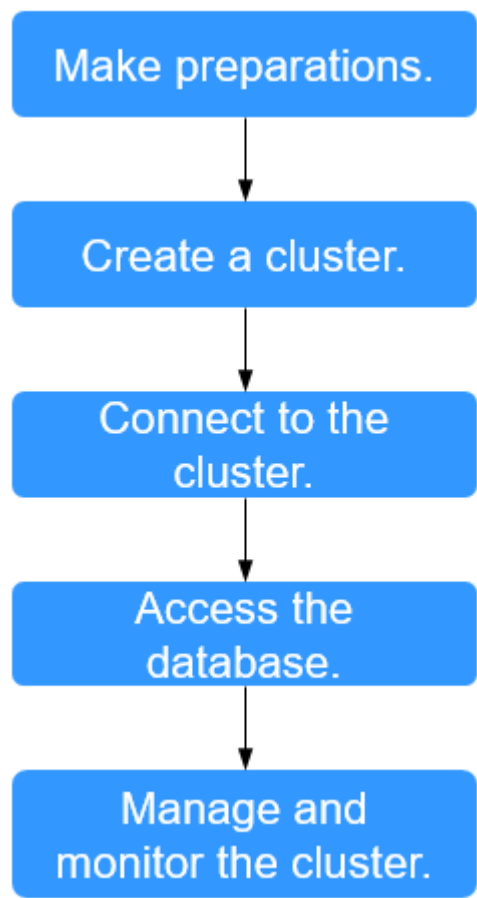 Make preparations.
Create a cluster.
Connect to the
cluster.
Access the
database.
Manage and
monitor the cluster.